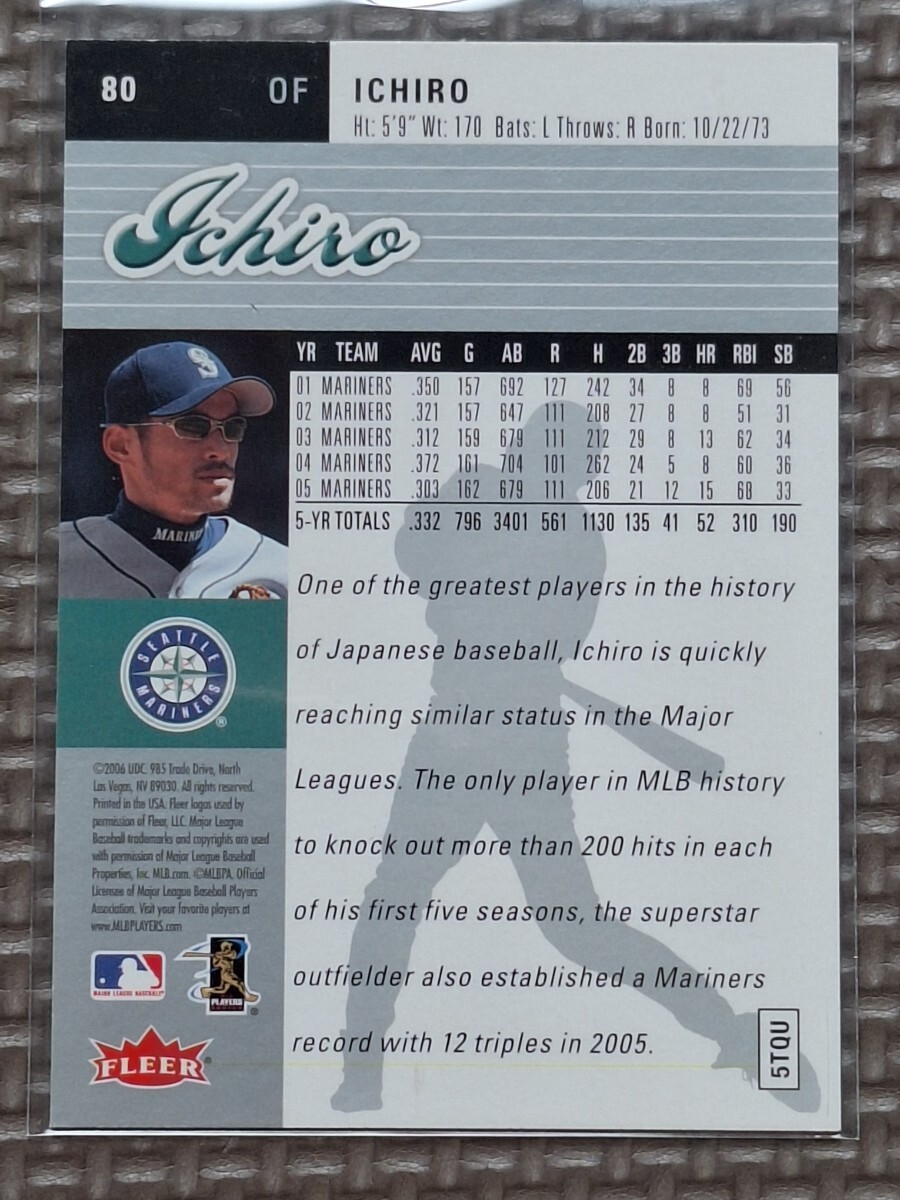 80 OF ICHIRO
Ht: 5'9" Wt: 170 Bats: L Throws: R Born: 10/22/73
Ichiro
YR TEAM AVG G AB R H 2B 3B HR RBI SB
01 MARINERS .350 157 692 127 242 34 8 8 69 56
02 MARINERS .321 157 647 111 208 27 8 8 51 31
03 MARINERS .312 159 679 111 212 29 8 13 62 34
04 MARINERS .372 161 704 101 262 24 5 8 60 36
05 MARINERS .303 162 679 111 206 21 12 15 68 33
5-YR TOTALS .332 796 3401 561 1130 135 41 52 310 190
S
MARINE
One of the greatest players in the history
of Japanese baseball, Ichiro is quickly
reaching similar status in the Major
Leagues. The only player in MLB history
to knock out more than 200 hits in each
of his first five seasons, the superstar
outfielder also established a Mariners
record with 12 triples in 2005.
SEATTLE
MARINERS
®
©2006 UDC. 985 Trade Drive, North
Las Vegas, NV 89030. All rights reserved.
Printed in the USA. Fleer logos used by
permission of Fleer, LLC. Major League
Baseball trademarks and copyrights are used
with permission of Major League Baseball
Properties, Inc. MLB.com. ©MLBPA. Official
Licensee of Major League Baseball Players
Association. Visit your favorite players at
www.MLBPLAYERS.com
MAJOR LEAGUE BASEBALL®
PLAYERS
CHOICE
®
FLEER®
5TQU